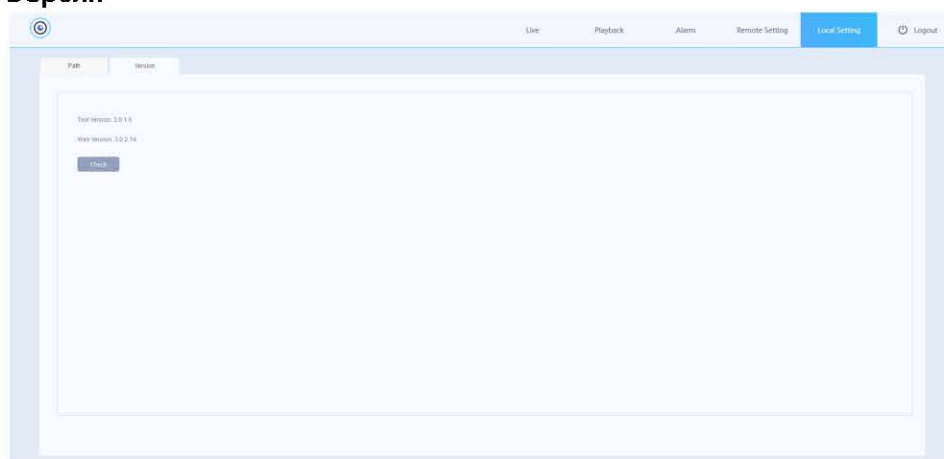 Версия
Live Playback Alarm Remote Setting Local Setting Logout
Path Version
Tool Version: 3.0.1.6
Web Version: 3.0.2.14
Check